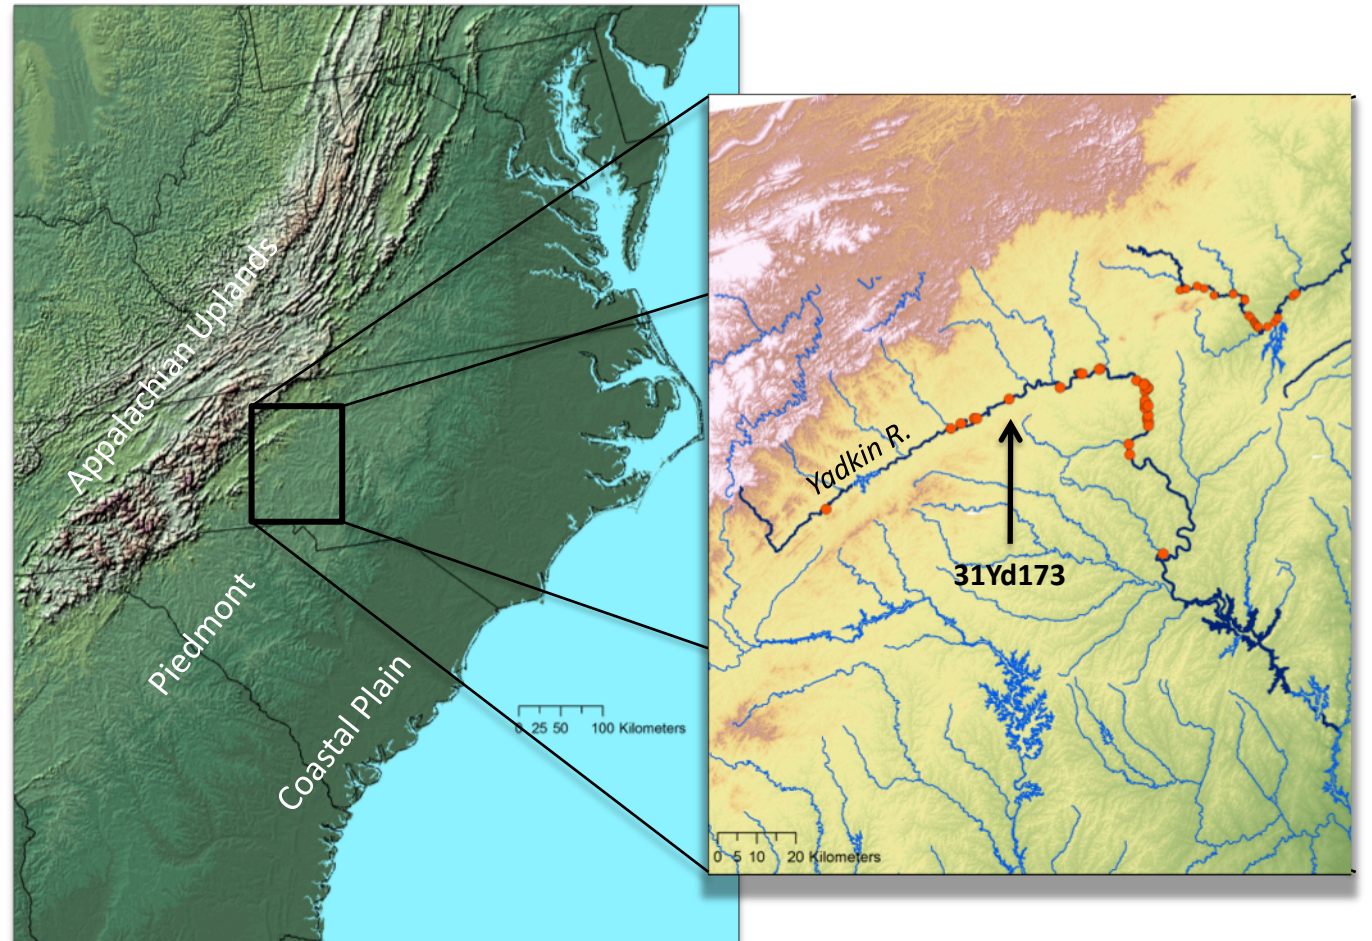 Appalachian Uplands
Piedmont
Coastal Plain
0 25 50 100 Kilometers
Yadkin R.
31Yd173
0 5 10 20 Kilometers